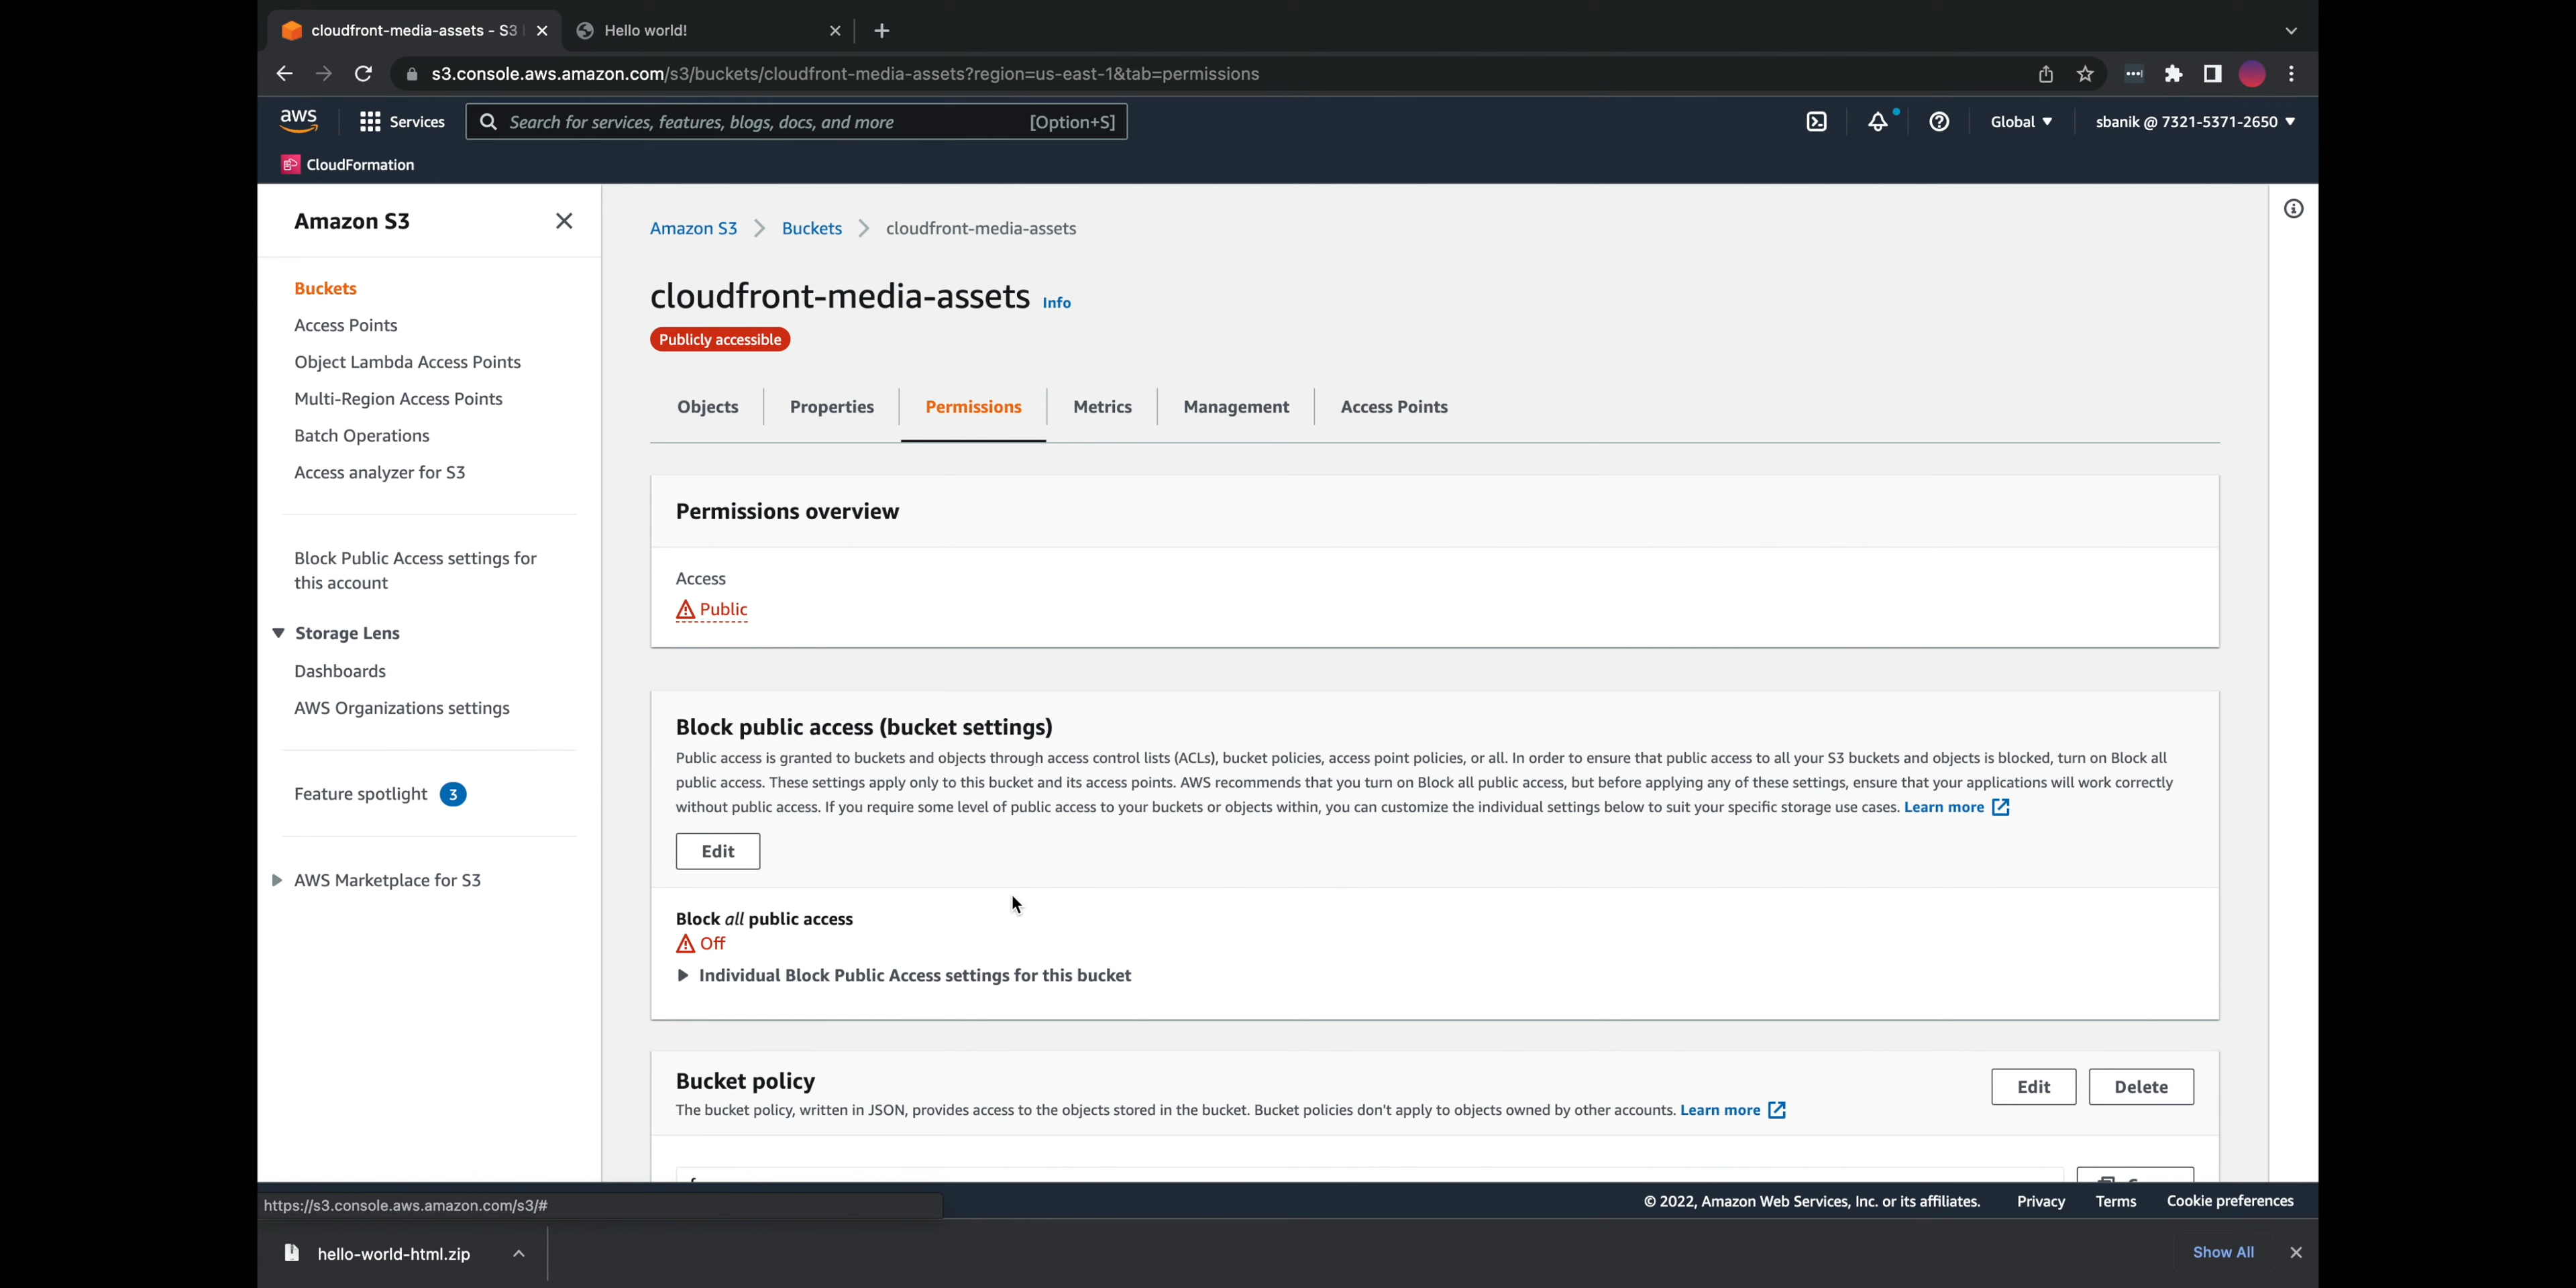 cloudfront-media-assets - S3
Hello world!
s3.console.aws.amazon.com/s3/buckets/cloudfront-media-assets?region=us-east-1&tab=permissions
aws
Services
Search for services, features, blogs, docs, and more
[Option+S]
Global
sbanik @ 7321-5371-2650
CloudFormation
Amazon S3
Buckets
Access Points
Object Lambda Access Points
Multi-Region Access Points
Batch Operations
Access analyzer for S3
Block Public Access settings for
this account
Storage Lens
Dashboards
AWS Organizations settings
Feature spotlight 3
AWS Marketplace for S3
Amazon S3
Buckets
cloudfront-media-assets
cloudfront-media-assets Info
Publicly accessible
Objects
Properties
Permissions
Metrics
Management
Access Points
Permissions overview
Access
Public
Block public access (bucket settings)
Public access is granted to buckets and objects through access control lists (ACLs), bucket policies, access point policies, or all. In order to ensure that public access to all your S3 buckets and objects is blocked, turn on Block all
public access. These settings apply only to this bucket and its access points. AWS recommends that you turn on Block all public access, but before applying any of these settings, ensure that your applications will work correctly
without public access. If you require some level of public access to your buckets or objects within, you can customize the individual settings below to suit your specific storage use cases. Learn more
Edit
Block all public access
Off
Individual Block Public Access settings for this bucket
Bucket policy
Edit
Delete
The bucket policy, written in JSON, provides access to the objects stored in the bucket. Bucket policies don't apply to objects owned by other accounts. Learn more
https://s3.console.aws.amazon.com/s3/#
© 2022, Amazon Web Services, Inc. or its affiliates.
Privacy
Terms
Cookie preferences
hello-world-html.zip
Show All